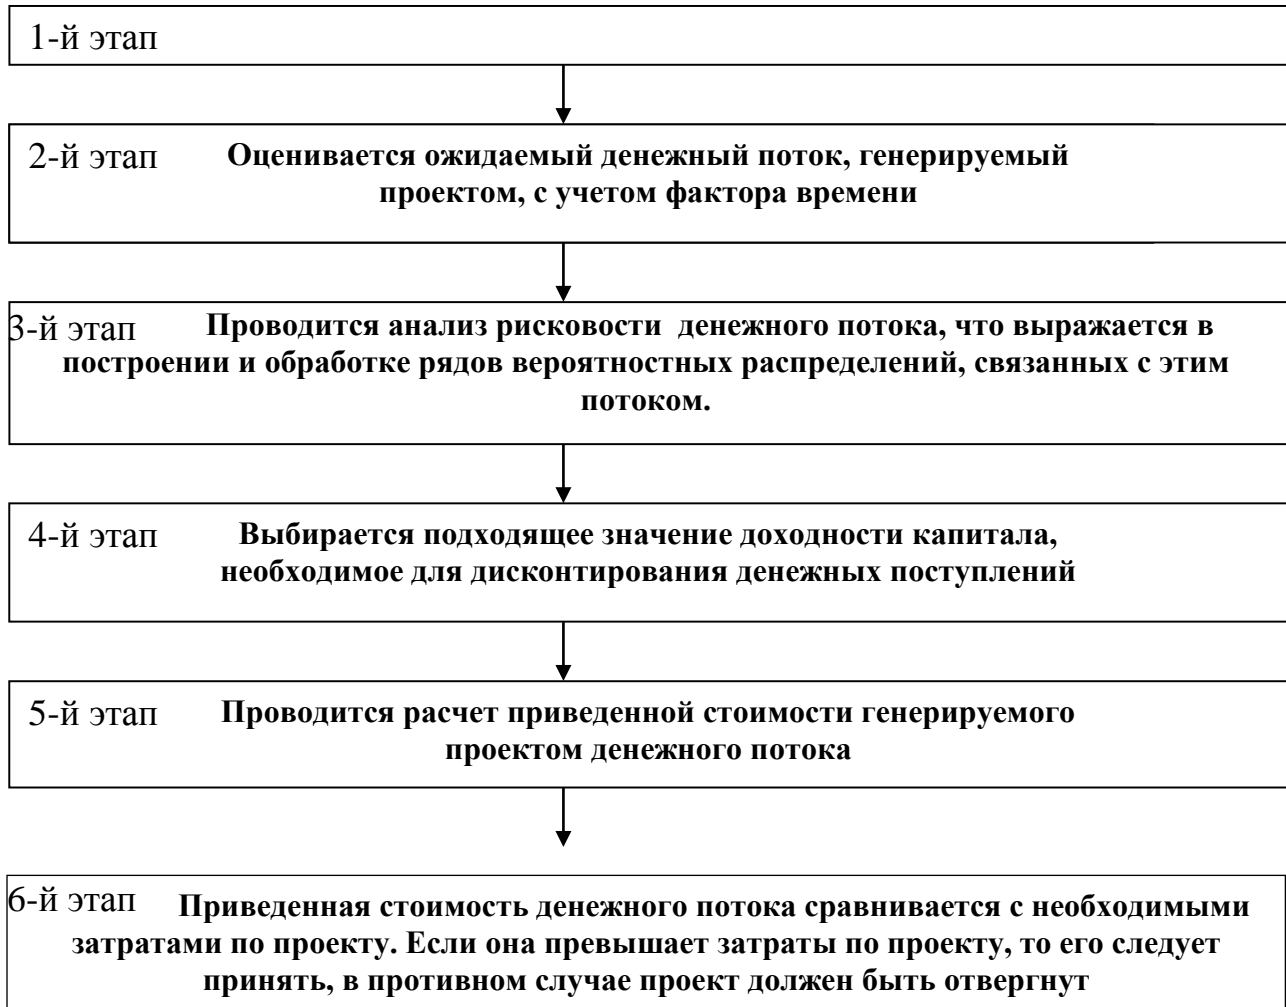 1-й этап
2-й этап Оценивается ожидаемый денежный поток, генерируемый
проектом, с учетом фактора времени
3-й этап Проводится анализ рисковости денежного потока, что выражается в
построении и обработке рядов вероятностных распределений, связанных с этим
потоком.
4-й этап Выбирается подходящее значение доходности капитала,
необходимое для дисконтирования денежных поступлений
5-й этап Проводится расчет приведенной стоимости генерируемого
проектом денежного потока
6-й этап Приведенная стоимость денежного потока сравнивается с необходимыми
затратами по проекту. Если она превышает затраты по проекту, то его следует
принять, в противном случае проект должен быть отвергнут